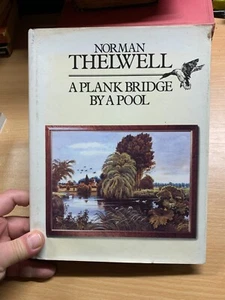 NORMAN
THELWELL
A PLANK BRIDGE
BY A POOL